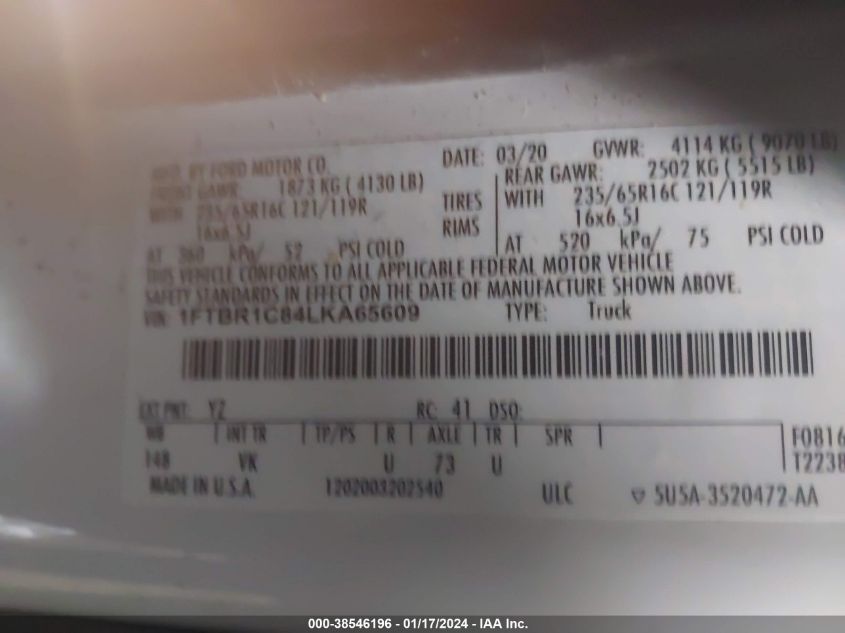 MFD. BY FORD MOTOR CO. DATE: 03/20 GVWR: 4114 KG ( 9070 LB)
FRONT GAWR: 1873 KG ( 4130 LB) REAR GAWR: 2502 KG ( 5515 LB)
WITH 235/65R16C 121/119R TIRES WITH 235/65R16C 121/119R
16x6.5J RIMS 16x6.5J
AT 360 kPa/ 52 PSI COLD AT 520 kPa/ 75 PSI COLD
THIS VEHICLE CONFORMS TO ALL APPLICABLE FEDERAL MOTOR VEHICLE
SAFETY STANDARDS IN EFFECT ON THE DATE OF MANUFACTURE SHOWN ABOVE.
VIN: 1FTBR1C84LKA65609 TYPE: Truck
EXT PNT: YZ RC: 41 DSO:
WB | INT TR | TP/PS | R | AXLE | TR | SPR | F0816
148 VK U 73 U T2238
MADE IN U.S.A. 1202003202540 ULC 5U5A-3520472-AA
000-38546196 - 01/17/2024 - IAA Inc.